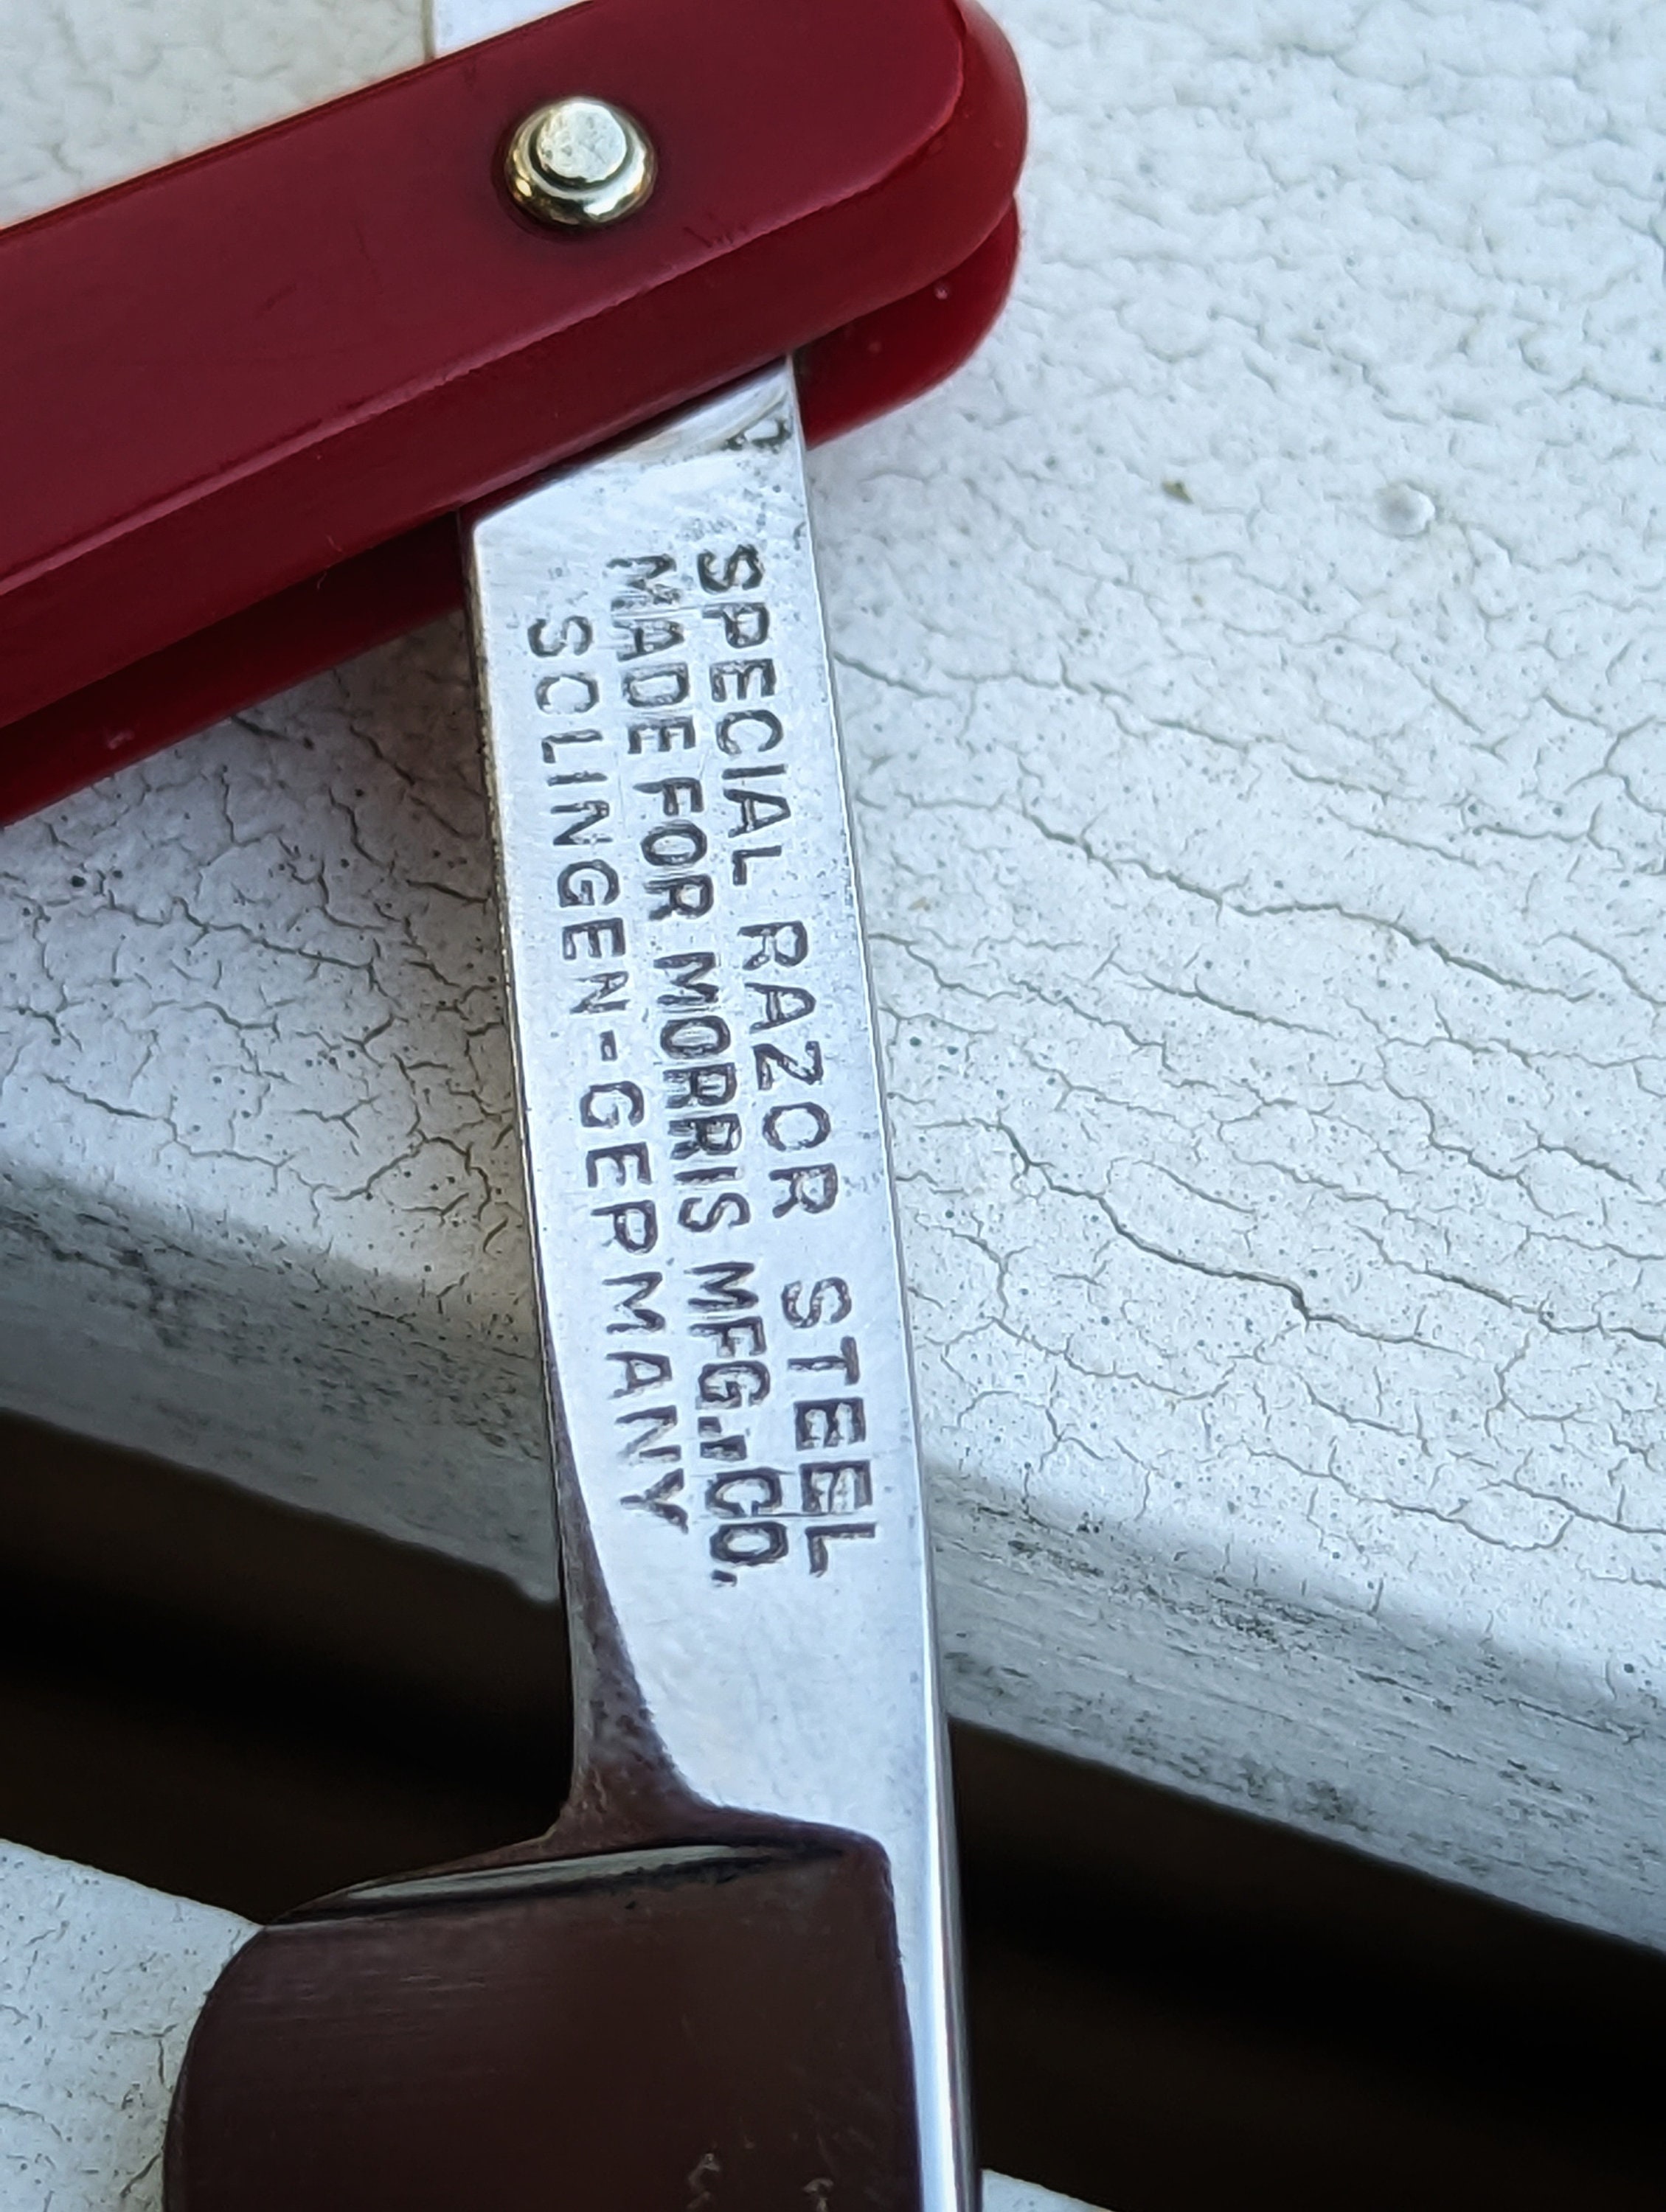 SPECIAL RAZOR STEEL
MADE FOR MORRIS MFG. CO.
SOLINGEN-GERMANY